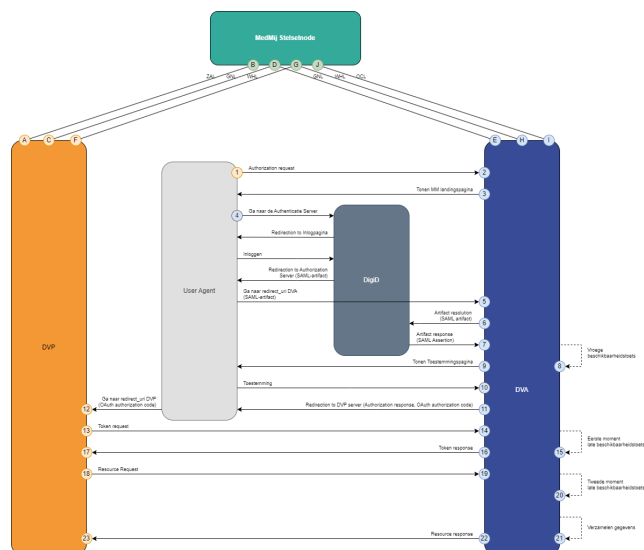 MedMij Stelselnode
B D G J
ZAL GNL WHL GNL WHL OCL
A C F E H I
1 Authorization request 2
Tonen MM landingspagina 3
4 Ga naar de Authenticatie Server
Redirection to Inlogpagina
Inloggen
Redirection to Authorization
Server (SAML-artifact)
DigiD
User Agent
Ga naar redirect_uri DVA
(SAML-artifact)
5
Artifact resolution
(SAML artifact)
6
Artifact response
(SAML Assertion)
7
DVP
Vroege
beschikbaarheidstoets
8
Tonen Toestemmingspagina 9
DVA
Toestemming 10
Ga naar redirect_uri DVP
(OAuth authorization code)
12
Redirection to DVP server (Authorization response, OAuth authorization code) 11
13 Token request 14
Eerste moment
late beschikbaarheidstoets
17 Token response 16 15
18 Resource Request 19
Tweede moment
late beschikbaarheidstoets
20
Verzamelen gegevens
23 Resource response 22 21